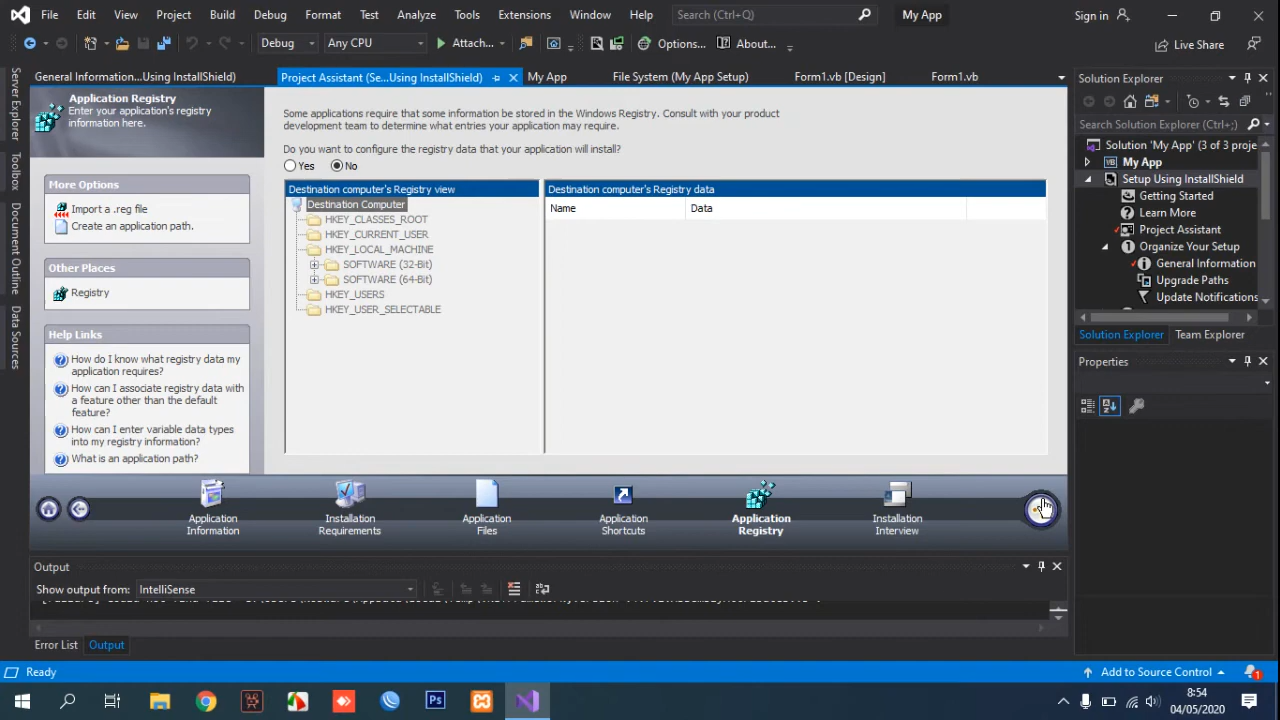 File Edit View Project Build Debug Format Test Analyze Tools Extensions Window Help Search (Ctrl+Q) My App Sign in
Debug Any CPU Attach... Options... About... Live Share
Server Explorer
Toolbox
Document Outline
Data Sources
General Information...Using InstallShield) Project Assistant (Se...Using InstallShield) My App File System (My App Setup) Form1.vb [Design] Form1.vb
Application Registry
Enter your application's registry
information here.
More Options
Import a .reg file
Create an application path.
Other Places
Registry
Help Links
How do I know what registry data my
application requires?
How can I associate registry data with
a feature other than the default
feature?
How can I enter variable data types
into my registry information?
What is an application path?
Some applications require that some information be stored in the Windows Registry. Consult with your product
development team to determine what entries your application may require.
Do you want to configure the registry data that your application will install?
Yes No
Destination computer's Registry view
Destination Computer
HKEY_CLASSES_ROOT
HKEY_CURRENT_USER
HKEY_LOCAL_MACHINE
SOFTWARE (32-Bit)
SOFTWARE (64-Bit)
HKEY_USERS
HKEY_USER_SELECTABLE
Destination computer's Registry data
Name Data
Application
Information
Installation
Requirements
Application
Files
Application
Shortcuts
Application
Registry
Installation
Interview
Solution Explorer
Search Solution Explorer (Ctrl+;)
Solution 'My App' (3 of 3 proje
My App
Setup Using InstallShield
Getting Started
Learn More
Project Assistant
Organize Your Setup
General Information
Upgrade Paths
Update Notifications
Solution Explorer Team Explorer
Properties
Output
Show output from: IntelliSense
Error List Output
Ready Add to Source Control 1
Ps
8:54
04/05/2020